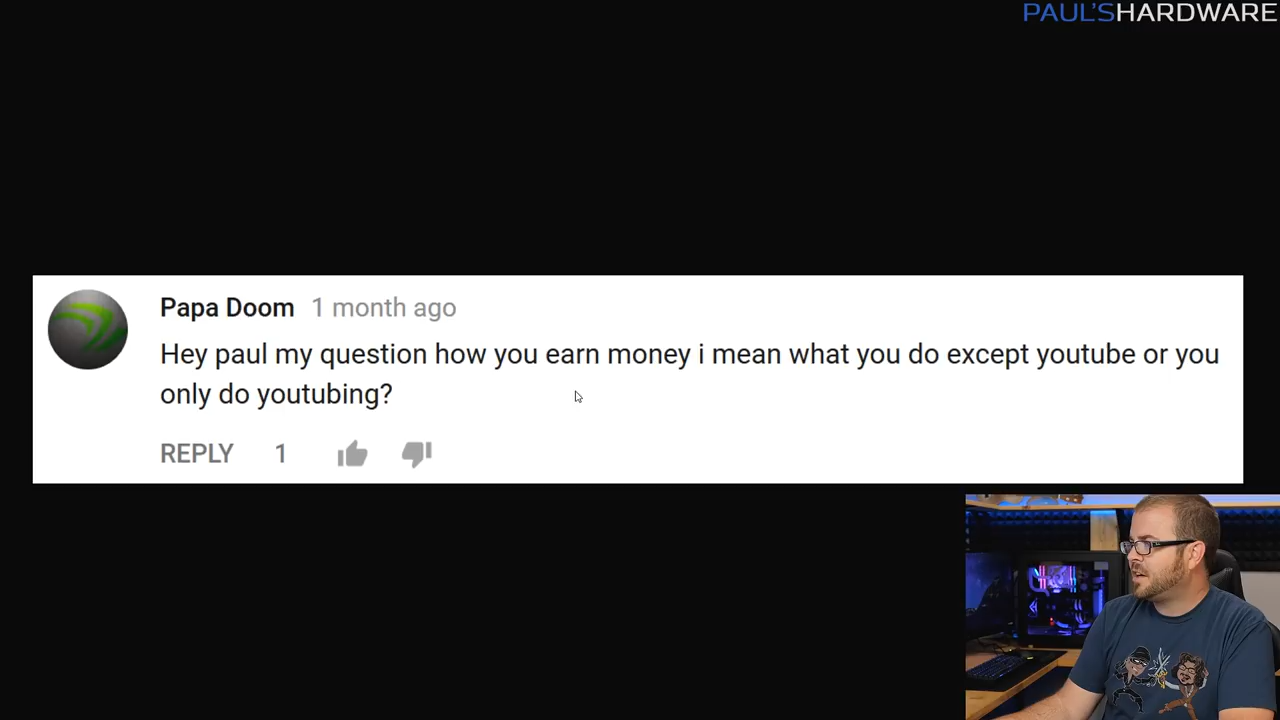 PAUL'SHARDWARE
Papa Doom 1 month ago
Hey paul my question how you earn money i mean what you do except youtube or you
only do youtubing?
REPLY 1